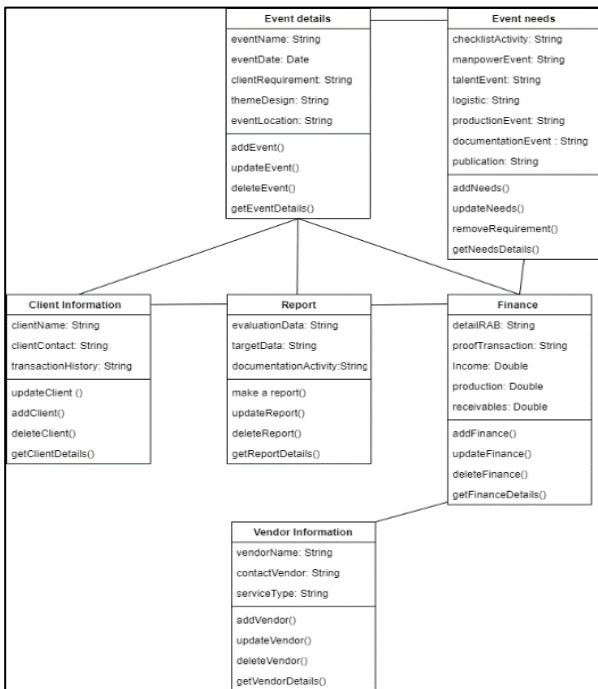 Event details
eventName: String
eventDate: Date
clientRequirement: String
themeDesign: String
eventLocation: String
addEvent()
updateEvent()
deleteEvent()
getEventDetails()
Event needs
checklistActivity: String
manpowerEvent: String
talentEvent: String
logistic: String
productionEvent: String
documentationEvent : String
publication: String
addNeeds()
updateNeeds()
removeRequirement()
getNeedsDetails()
Client Information
clientName: String
clientContact: String
transactionHistory: String
updateClient ()
addClient()
deleteClient()
getClientDetails()
Report
evaluationData: String
targetData: String
documentationActivity:String
make a report()
updateReport()
deleteReport()
getReportDetails()
Finance
detailRAB: String
proofTransaction: String
Income: Double
production: Double
receivables: Double
addFinance()
updateFinance()
deleteFinance()
getFinanceDetails()
Vendor Information
vendorName: String
contactVendor: String
serviceType: String
addVendor()
updateVendor()
deleteVendor()
getVendorDetails()